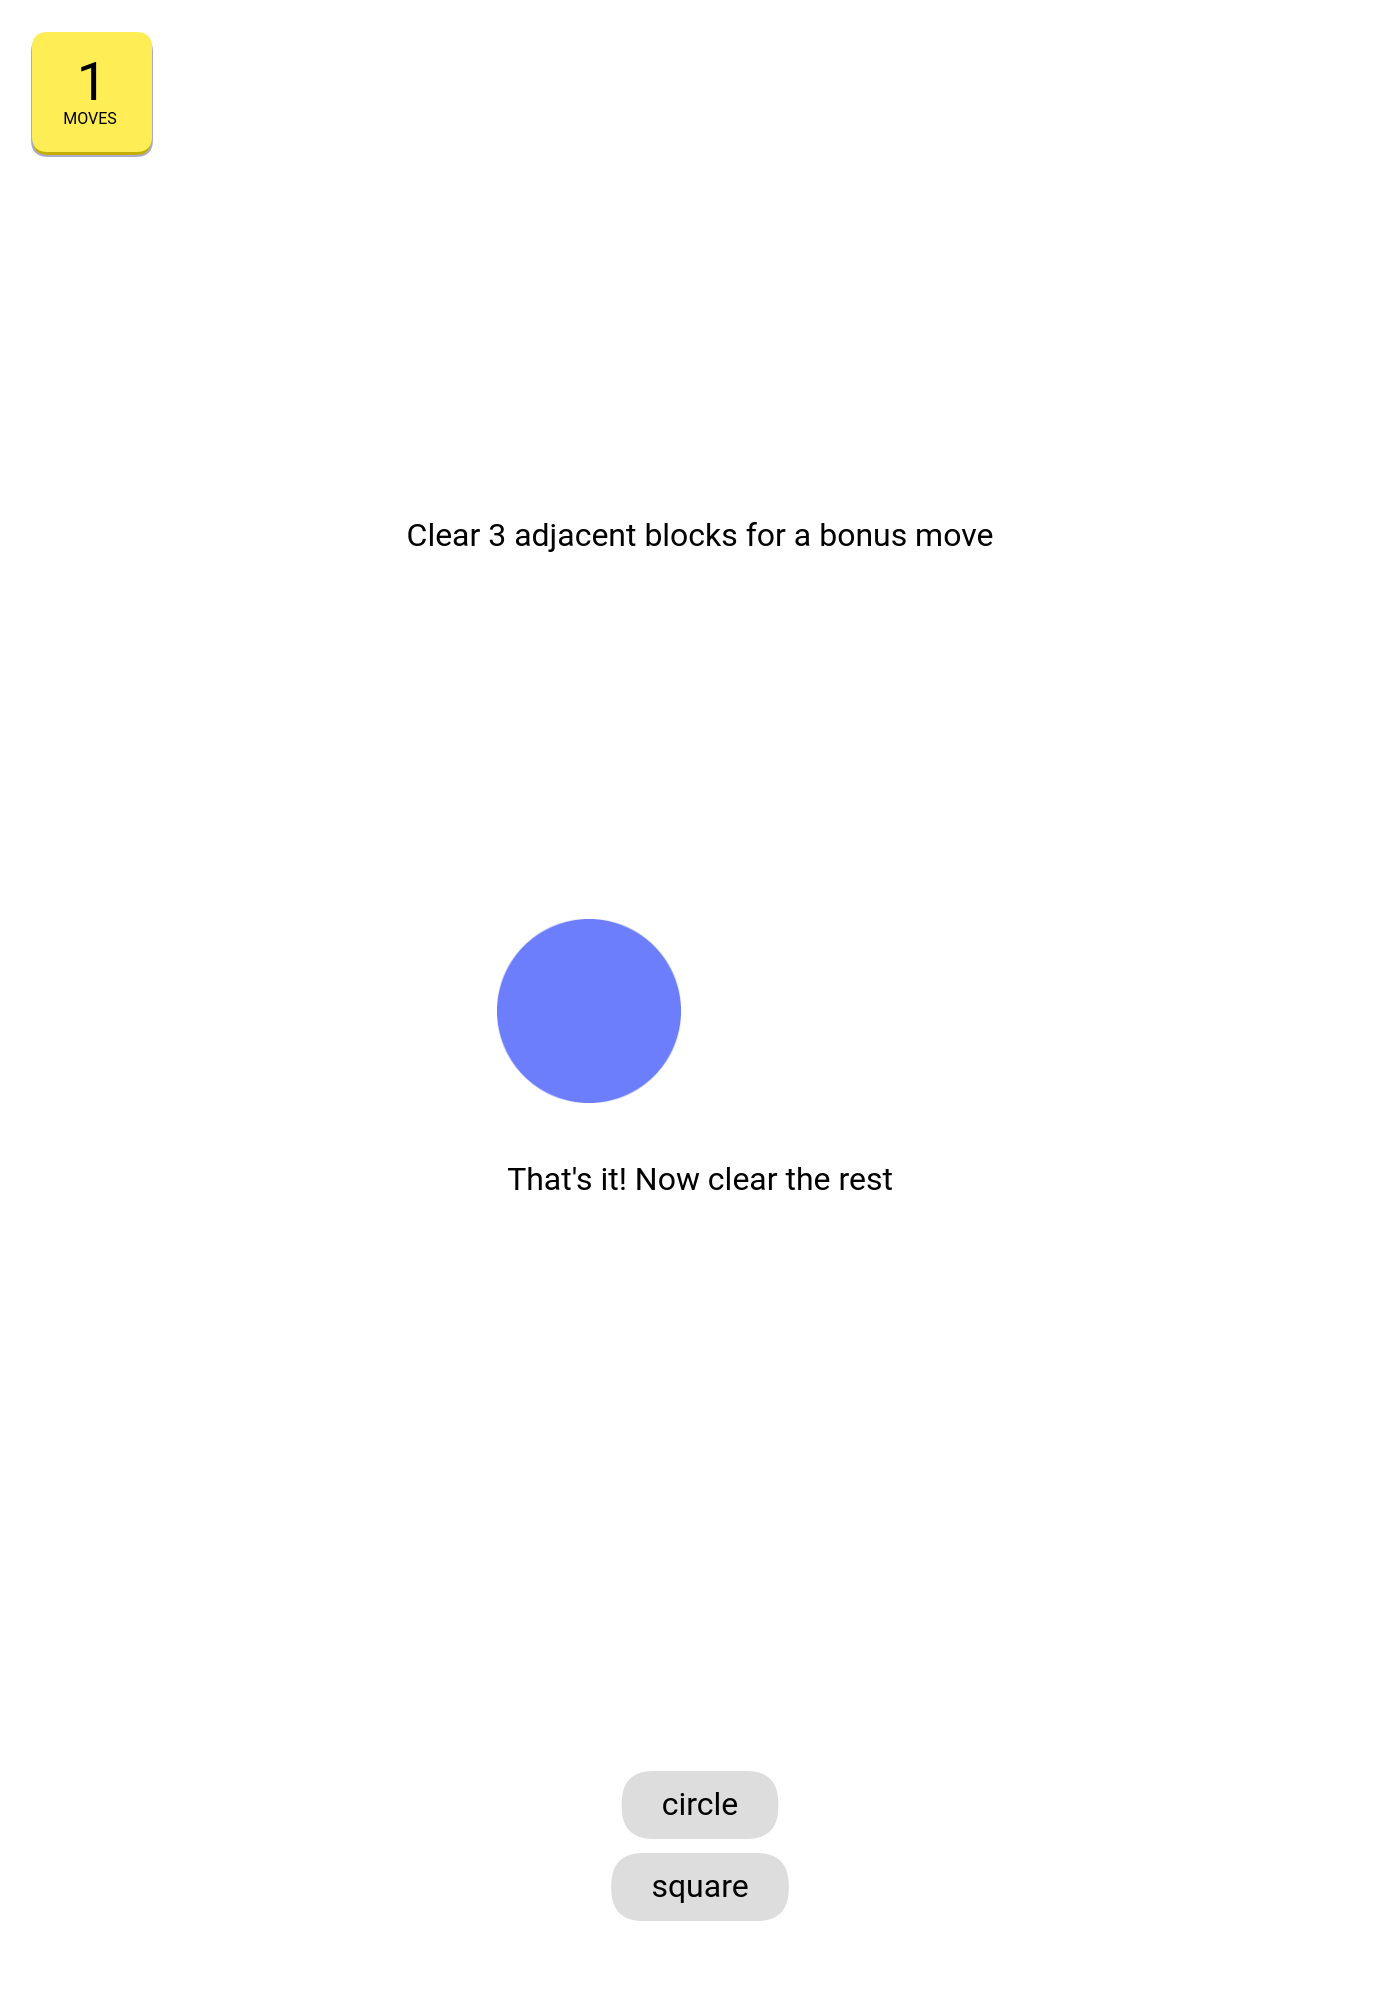 1
MOVES
Clear 3 adjacent blocks for a bonus move
That's it! Now clear the rest
circle
square